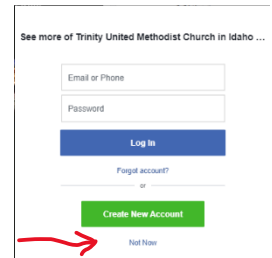 See more of Trinity United Methodist Church in Idaho ...
Email or Phone
Password
Log In
Forgot account?
or
Create New Account
Not Now